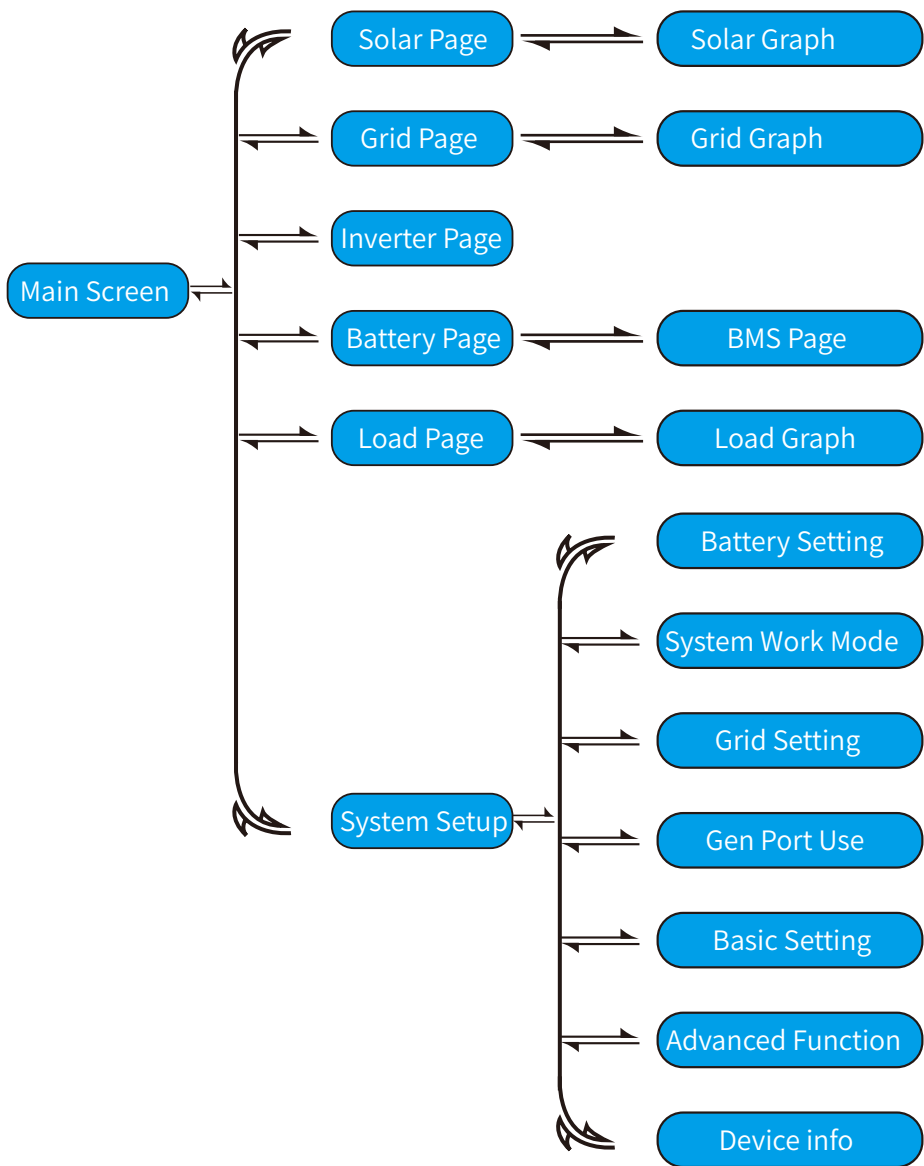 Solar Page
Solar Graph
Grid Page
Grid Graph
Inverter Page
Main Screen
Battery Page
BMS Page
Load Page
Load Graph
Battery Setting
System Work Mode
Grid Setting
System Setup
Gen Port Use
Basic Setting
Advanced Function
Device info